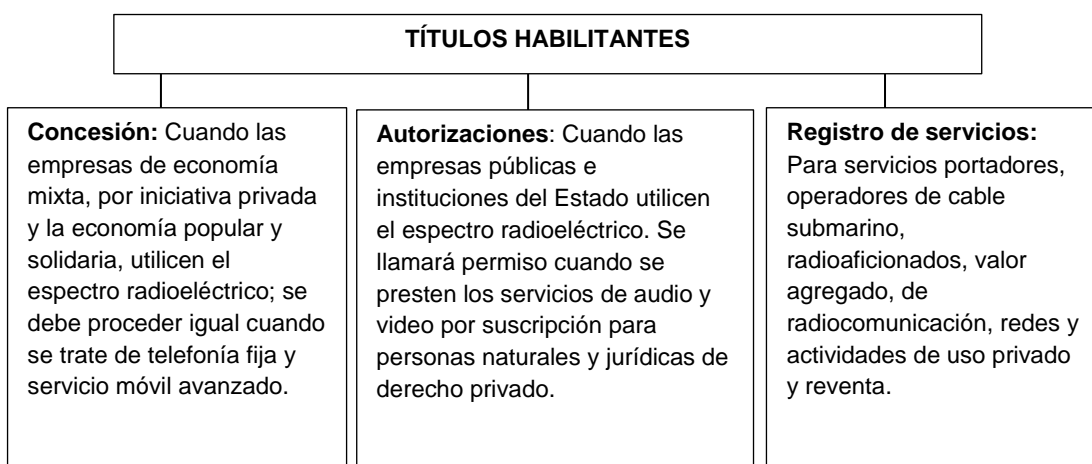 TÍTULOS HABILITANTES
Concesión: Cuando las
empresas de economía
mixta, por iniciativa privada
y la economía popular y
solidaria, utilicen el
espectro radioeléctrico; se
debe proceder igual cuando
se trate de telefonía fija y
servicio móvil avanzado.
Autorizaciones: Cuando las
empresas públicas e
instituciones del Estado utilicen
el espectro radioeléctrico. Se
llamará permiso cuando se
presten los servicios de audio y
video por suscripción para
personas naturales y jurídicas de
derecho privado.
Registro de servicios:
Para servicios portadores,
operadores de cable
submarino,
radioaficionados, valor
agregado, de
radiocomunicación, redes y
actividades de uso privado
y reventa.